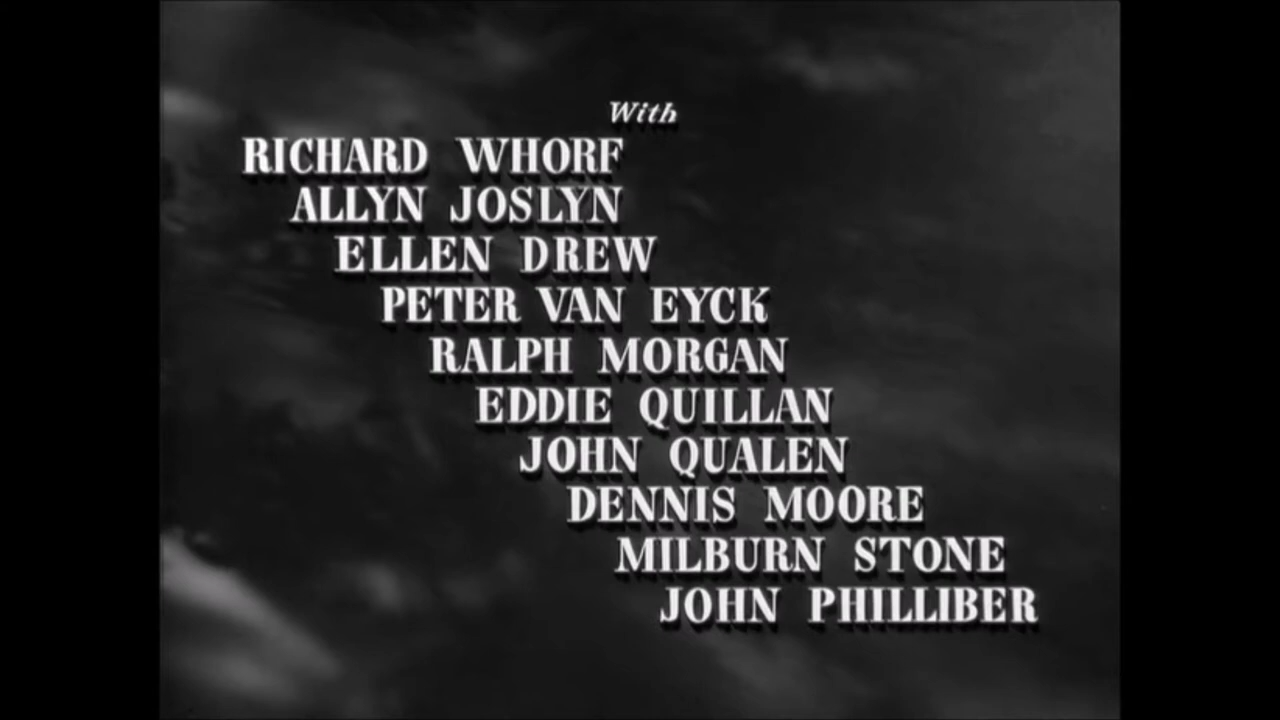 With
RICHARD WHORF
ALLYN JOSLYN
ELLEN DREW
PETER VAN EYCK
RALPH MORGAN
EDDIE QUILLAN
JOHN QUALEN
DENNIS MOORE
MILBURN STONE
JOHN PHILLIBER